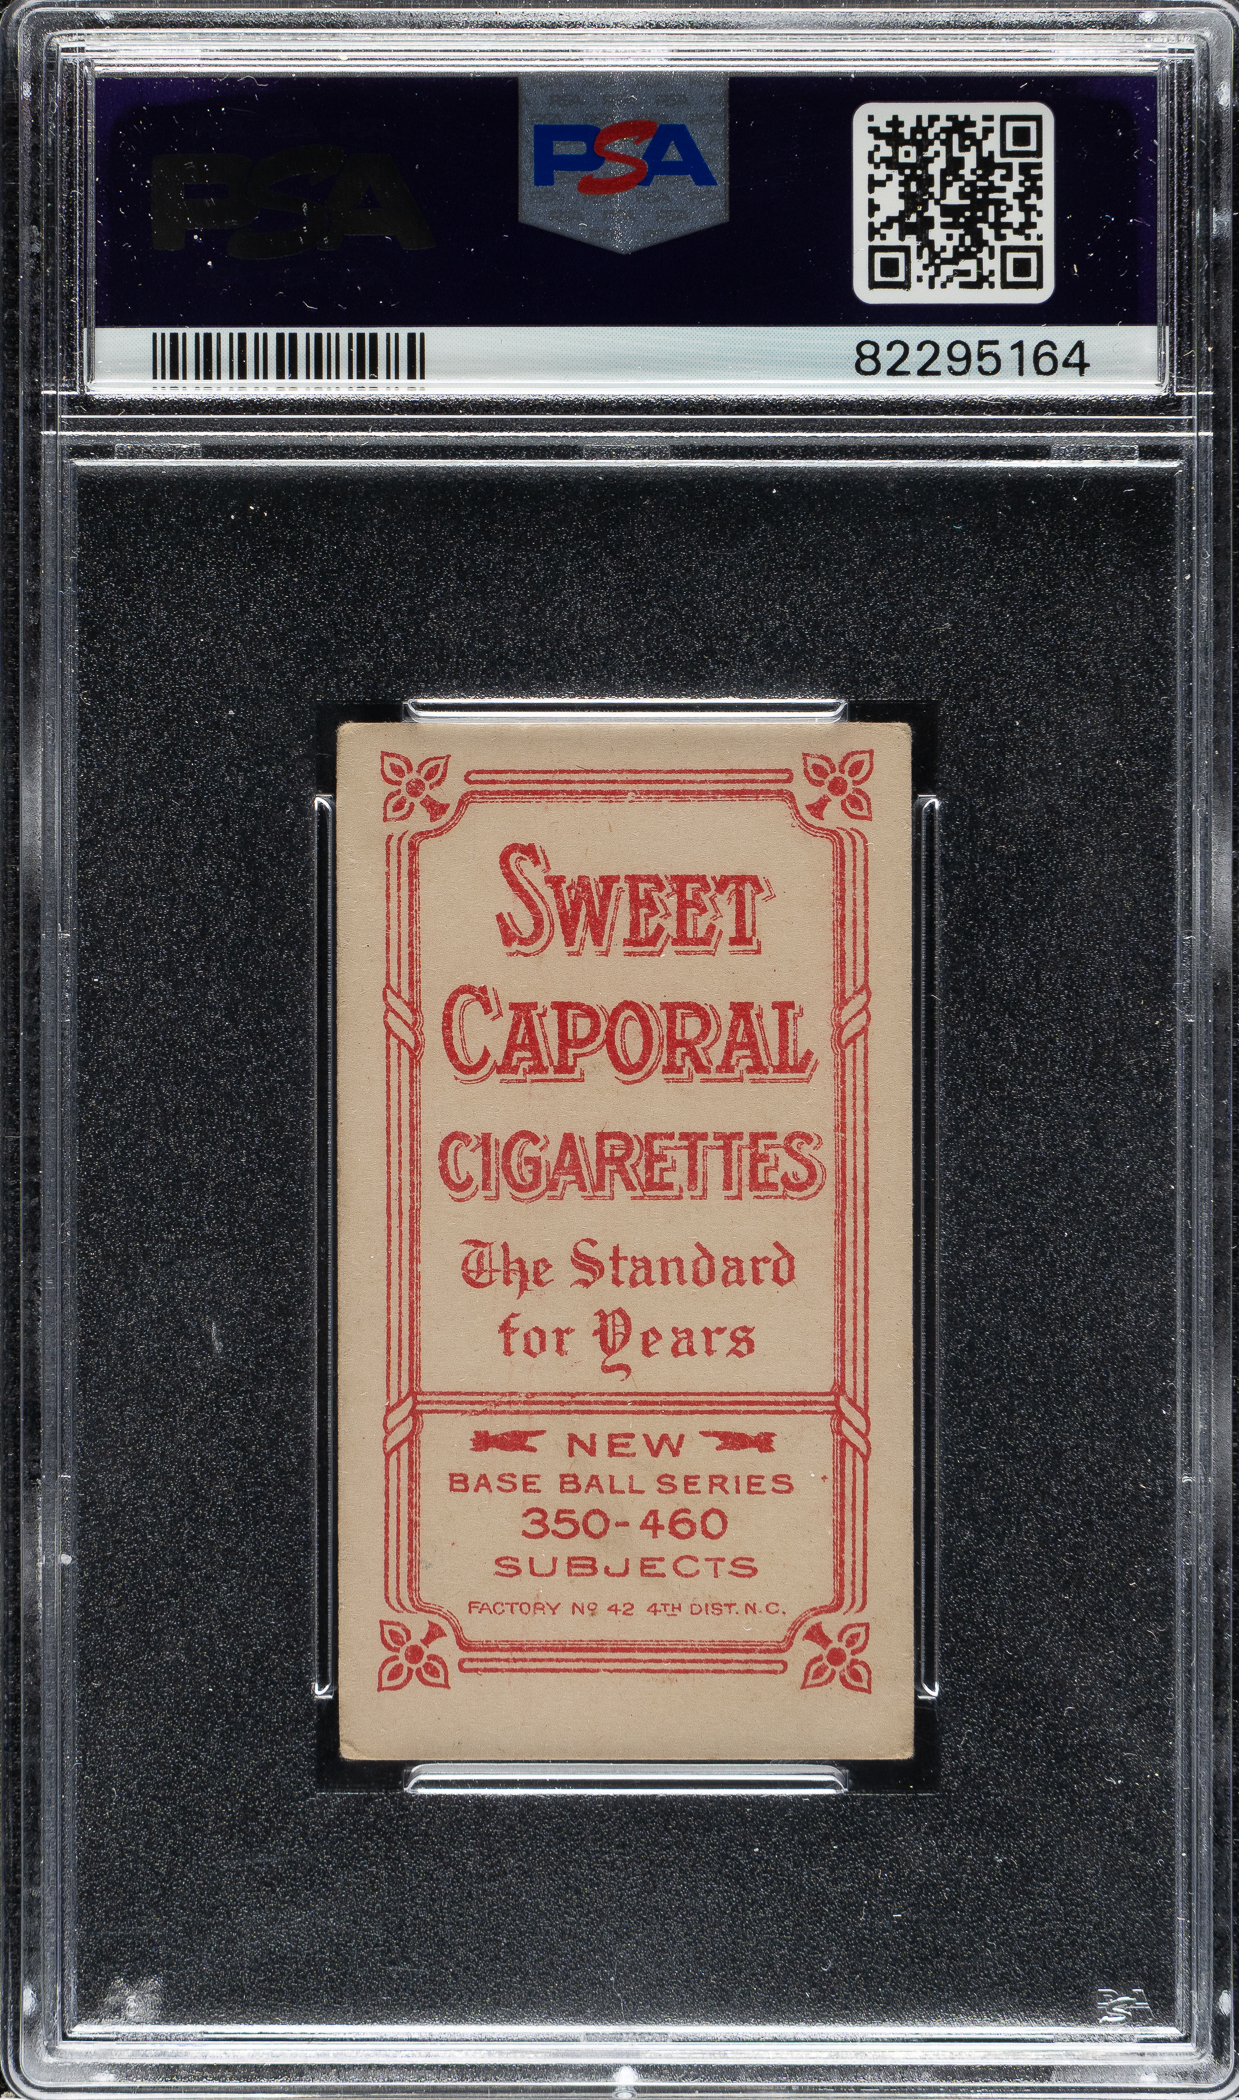 PSA
PSA
82295164
SWEET
CAPORAL
CIGARETTES
The Standard
for Years
NEW
BASE BALL SERIES
350-460
SUBJECTS
FACTORY Nº 42 4TH DIST. N.C.